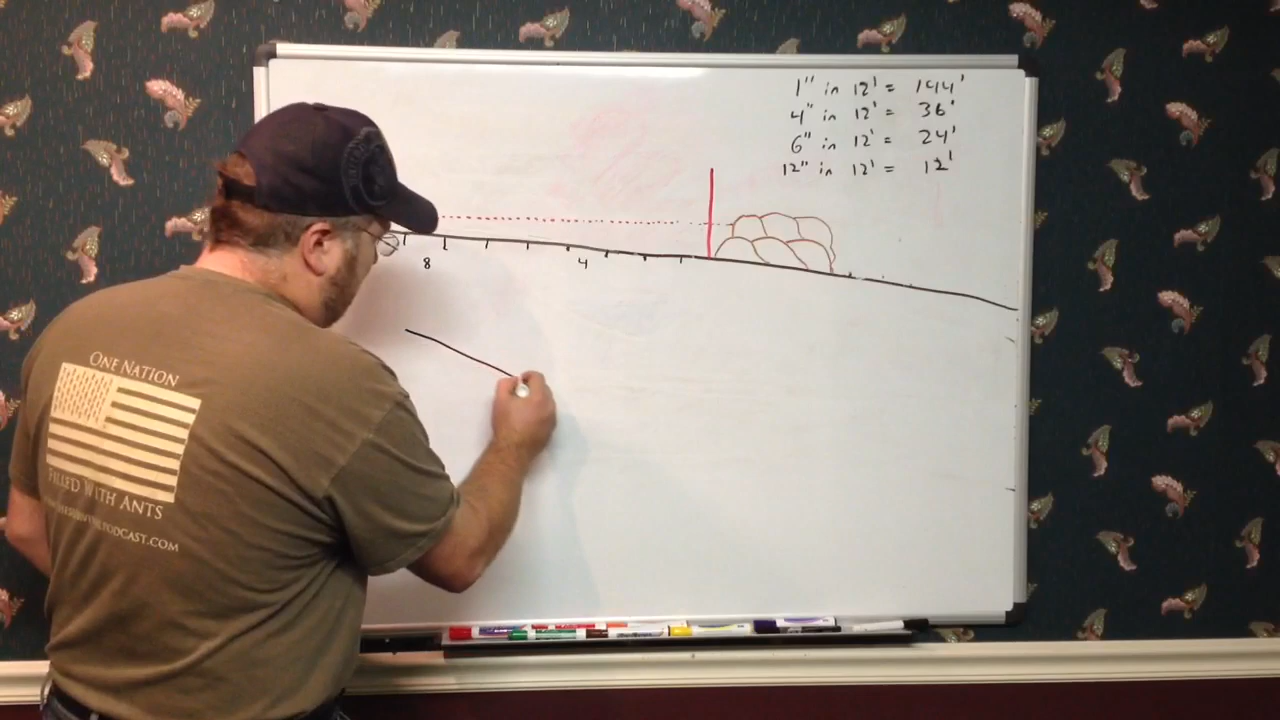 1" in 12' = 144'
4" in 12' = 36'
6" in 12' = 24'
12" in 12' = 12'
8 4
ONE NATION
FILLED WITH ANTS